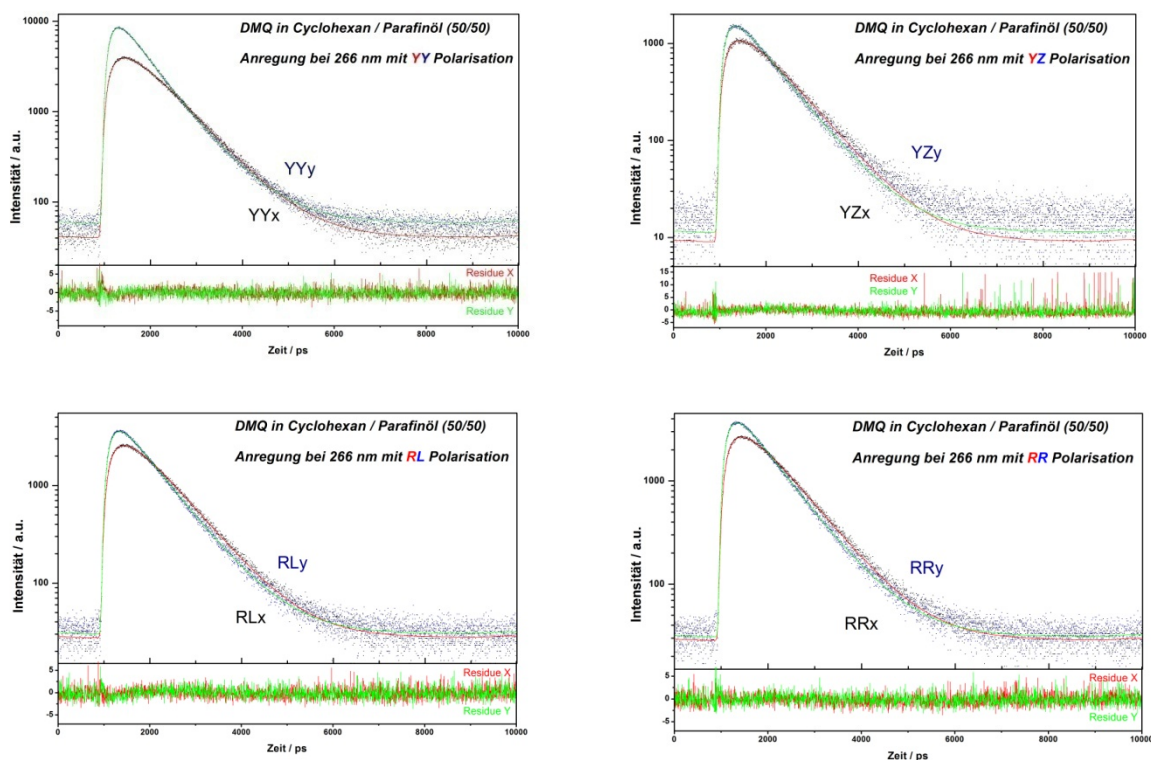 DMQ in Cyclohexan / Parafinöl (50/50)
Anregung bei 266 nm mit YY Polarisation
Intensität / a.u.
10000
1000
100
YYy
YYx
Residue X
5
0
-5
Residue Y
0 2000 4000 6000 8000 10000
Zeit / ps
DMQ in Cyclohexan / Parafinöl (50/50)
Anregung bei 266 nm mit YZ Polarisation
Intensität / a.u.
1000
100
10
YZy
YZx
15
10
5
0
-5
Residue X
Residue Y
0 2000 4000 6000 8000 10000
Zeit / ps
DMQ in Cyclohexan / Parafinöl (50/50)
Anregung bei 266 nm mit RL Polarisation
Intensität / a.u.
1000
100
RLy
RLx
Residue X
5
0
-5
Residue Y
0 2000 4000 6000 8000 10000
Zeit / ps
DMQ in Cyclohexan / Parafinöl (50/50)
Anregung bei 266 nm mit RR Polarisation
Intensität / a.u.
1000
100
RRy
RRx
Residue X
5
0
-5
Residue Y
0 2000 4000 6000 8000 10000
Zeit / ps